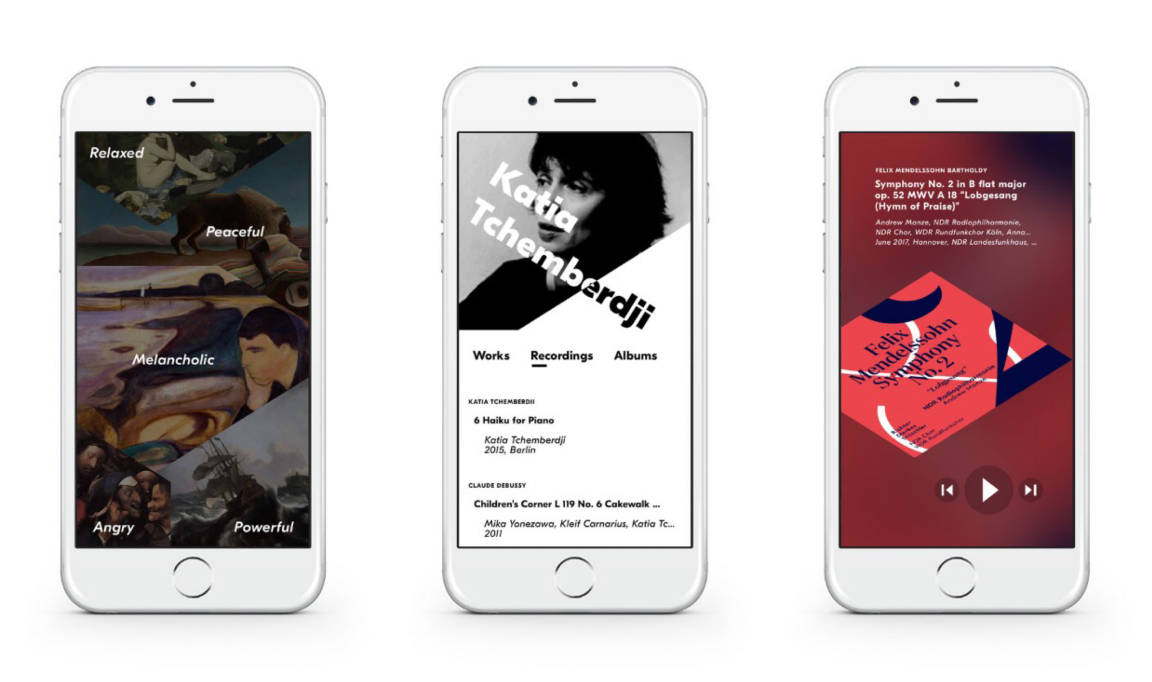 Relaxed
Peaceful
Melancholic
Angry
Powerful
Katia
Tchemberdji
Works
Recordings
Albums
KATIA TCHEMBERDJI
6 Haiku for Piano
Katia Tchemberdji
2015, Berlin
CLAUDE DEBUSSY
Children's Corner L 119 No. 6 Cakewalk ...
Mika Yonezawa, Kleif Carnarius, Katia Tc...
2011
FELIX MENDELSSOHN BARTHOLDY
Symphony No. 2 in B flat major
op. 52 MWV A 18 "Lobgesang
(Hymn of Praise)"
Andrew Manze, NDR Radiophilharmonie,
NDR Chor, WDR Rundfunkchor Köln, Anna...
June 2017, Hannover, NDR Landesfunkhaus, ...
Felix
Mendelssohn
Symphony
No. 2
"Lobgesang"
NDR Radiophilharmonie
Andrew Manze
NDR Chor
WDR Rundfunkchor